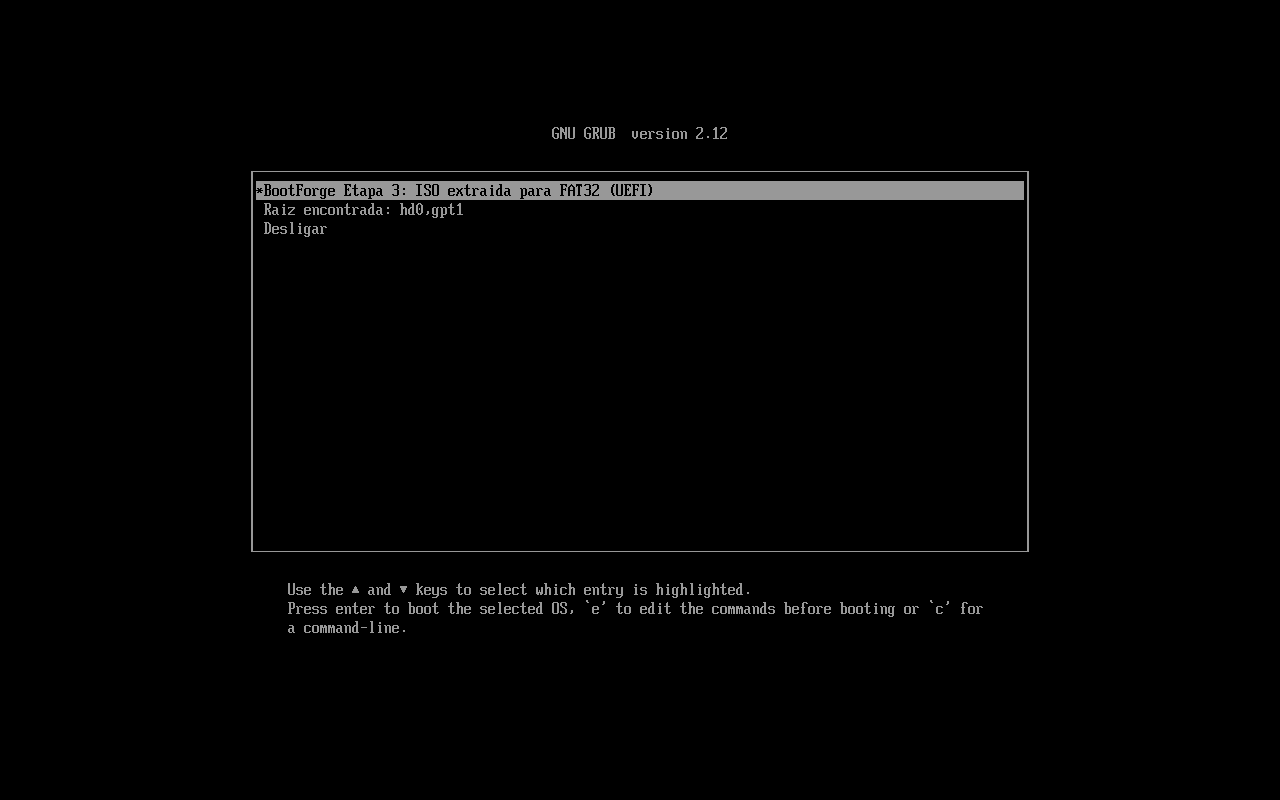 GNU GRUB  version 2.12
*BootForge Etapa 3: ISO extraida para FAT32 (UEFI)
Raiz encontrada: hd0,gpt1
Desligar
Use the ▲ and ▼ keys to select which entry is highlighted.
Press enter to boot the selected OS, `e' to edit the commands before booting or `c' for
a command-line.